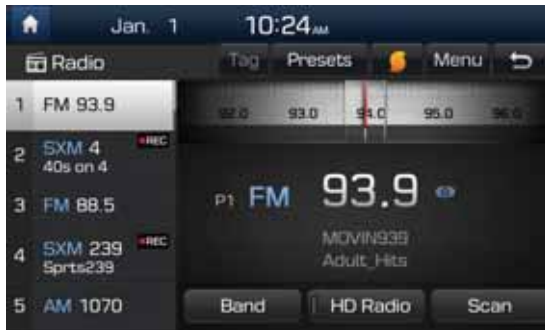 Jan. 1
10:24 AM
Radio
Tag
Presets
Menu
1 FM 93.9
92.0 93.0 94.0 95.0 96.0
2 SXM 4
REC
40s on 4
3 FM 88.5
P1 FM 93.9
MOVIN939
Adult_Hits
4 SXM 239
REC
Sprts239
5 AM 1070
Band
HD Radio
Scan